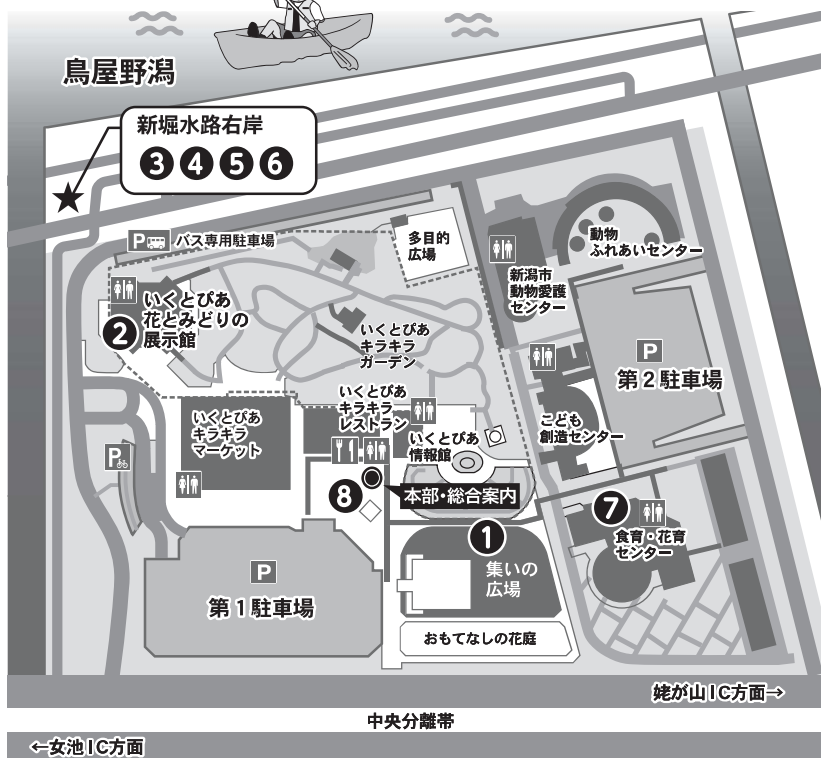 鳥屋野潟
新堀水路右岸
❸❹❺❻
P バス専用駐車場
多目的
広場
動物
ふれあいセンター
新潟市
動物愛護
センター
❷
いくとぴあ
花とみどりの
展示館
いくとぴあ
キラキラ
ガーデン
P
第2駐車場
いくとぴあ
キラキラ
レストラン
いくとぴあ
キラキラ
マーケット
いくとぴあ
情報館
こども
創造センター
P
❽
本部・総合案内
❼
食育・花育
センター
❶
集いの
広場
P
第1駐車場
おもてなしの花庭
姥が山IC方面→
中央分離帯
←女池IC方面